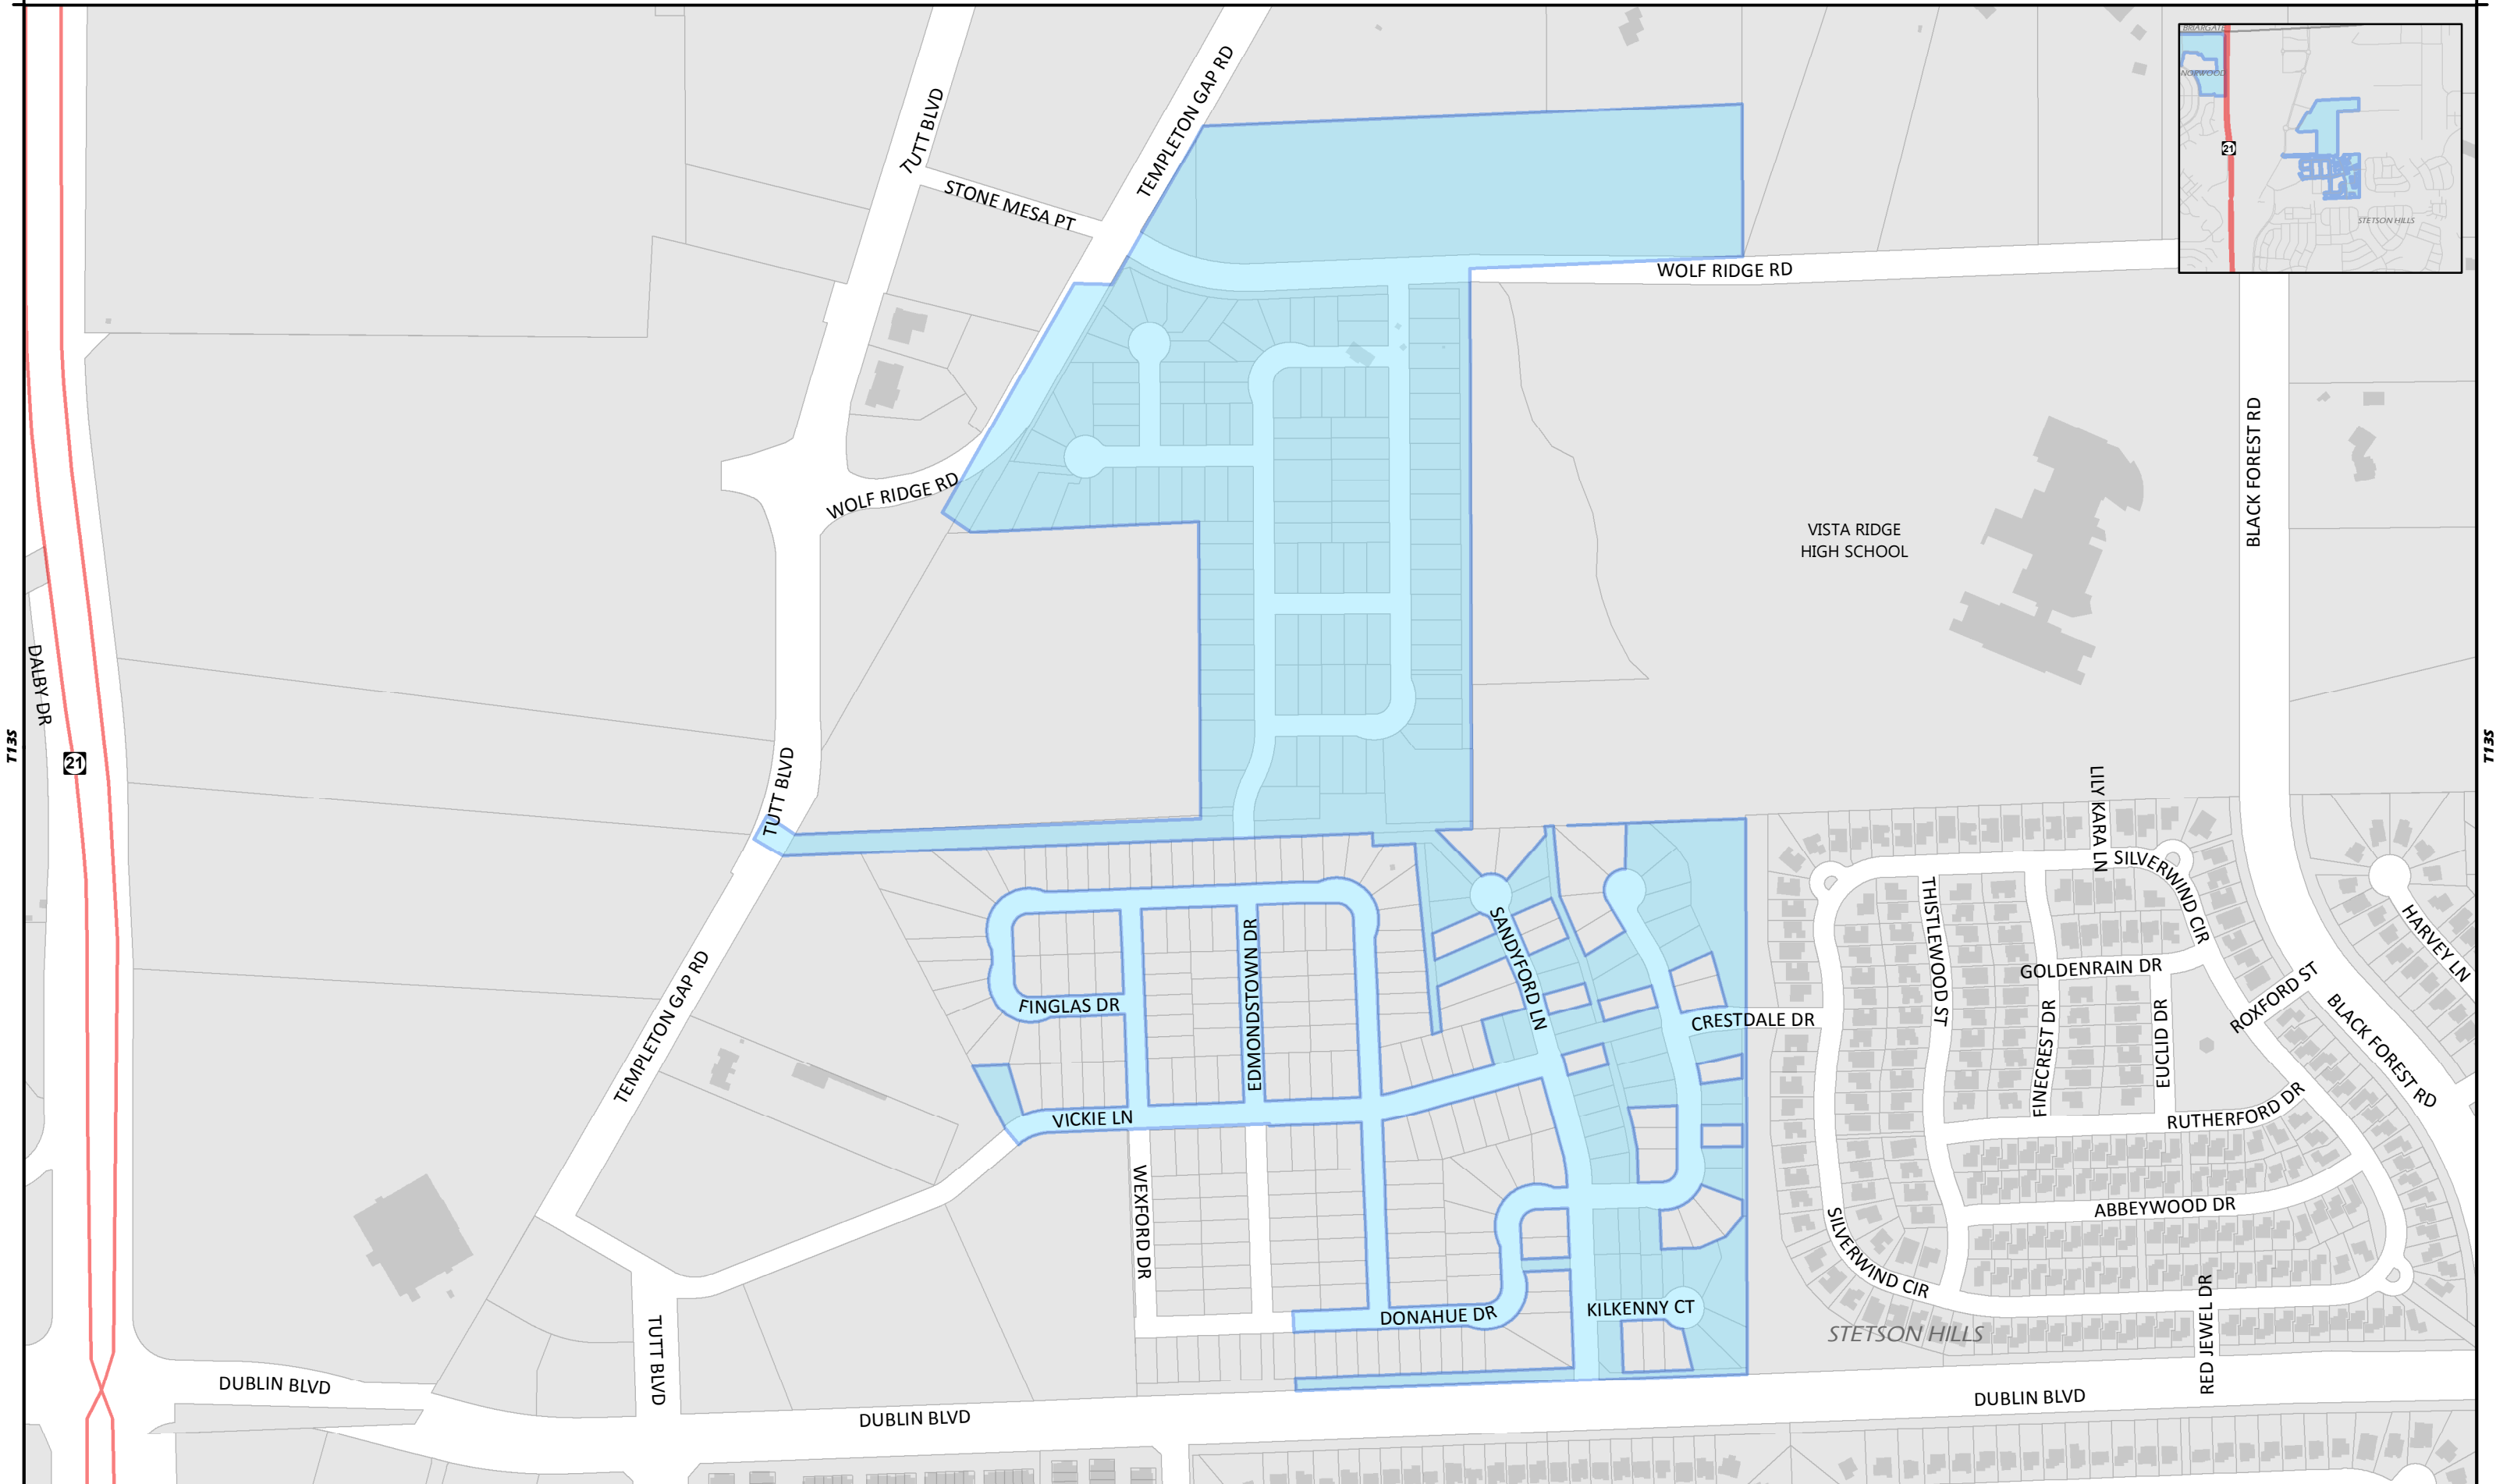 BRIARGATE
NORWOOD
21
STETSON HILLS
TUTT BLVD
TEMPLETON GAP RD
STONE MESA PT
WOLF RIDGE RD
WOLF RIDGE RD
VISTA RIDGE
HIGH SCHOOL
BLACK FOREST RD
DALBY DR
T13S
21
T13S
TUTT BLVD
LILY KARA LN
SILVERWIND CIR
THISTLEWOOD ST
HARVEY LN
SANDYFORD LN
EDMONDSTOWN DR
TEMPLETON GAP RD
GOLDENRAIN DR
ROXFORD ST
FINGLAS DR
CRESTDALE DR
FINECREST DR
EUCLID DR
BLACK FOREST RD
VICKIE LN
RUTHERFORD DR
WEXFORD DR
ABBEYWOOD DR
SILVERWIND CIR
KILKENNY CT
DONAHUE DR
STETSON HILLS
RED JEWEL DR
TUTT BLVD
DUBLIN BLVD
DUBLIN BLVD
DUBLIN BLVD